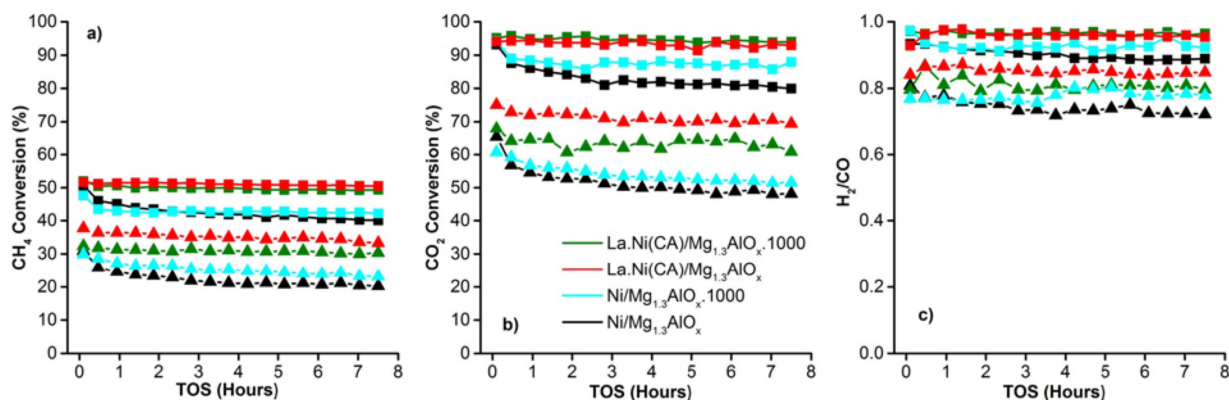 a)
CH4 Conversion (%)
100
90
80
70
60
50
40
30
20
10
0
0 1 2 3 4 5 6 7 8
TOS (Hours)
b)
CO2 Conversion (%)
100
90
80
70
60
50
40
30
20
10
0
La.Ni(CA)/Mg1.3AlOx.1000
La.Ni(CA)/Mg1.3AlOx
Ni/Mg1.3AlOx.1000
Ni/Mg1.3AlOx
0 1 2 3 4 5 6 7 8
TOS (Hours)
c)
H2/CO
1.0
0.8
0.6
0.4
0.2
0.0
0 1 2 3 4 5 6 7 8
TOS (Hours)